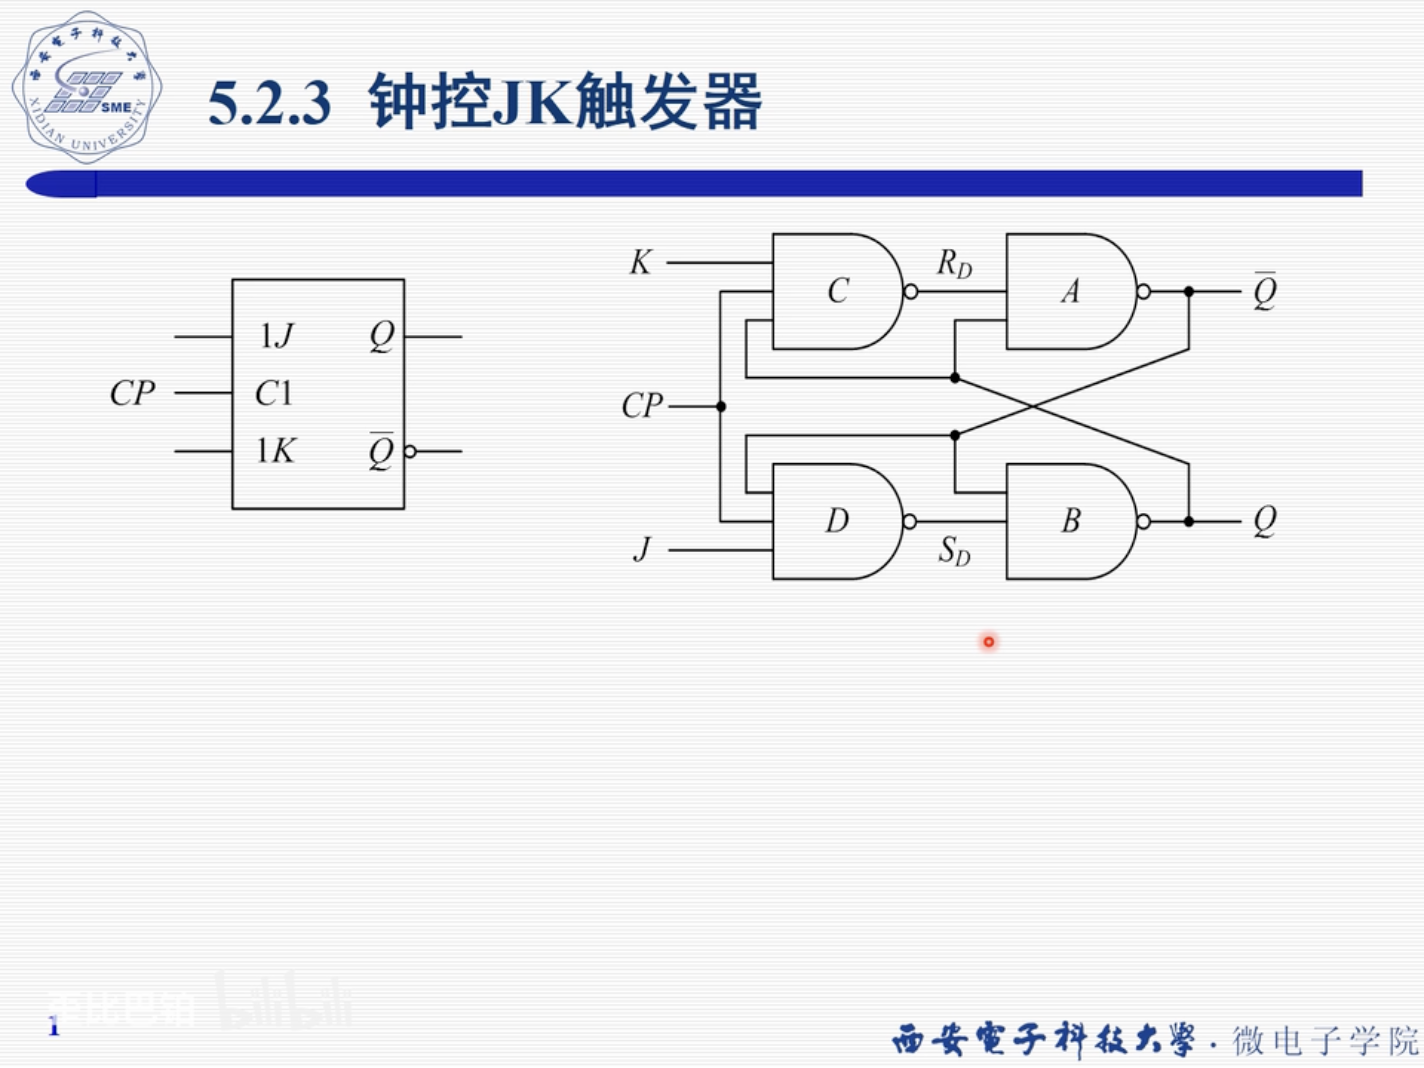 西安电子科技大学
SME
XIDIAN UNIVERSITY
5.2.3 钟控JK触发器
1J Q
CP C1
1K Q̅
K C R_D A Q̅
CP
J D S_D B Q
bilibili
1
西安電子科技大學·微电子学院